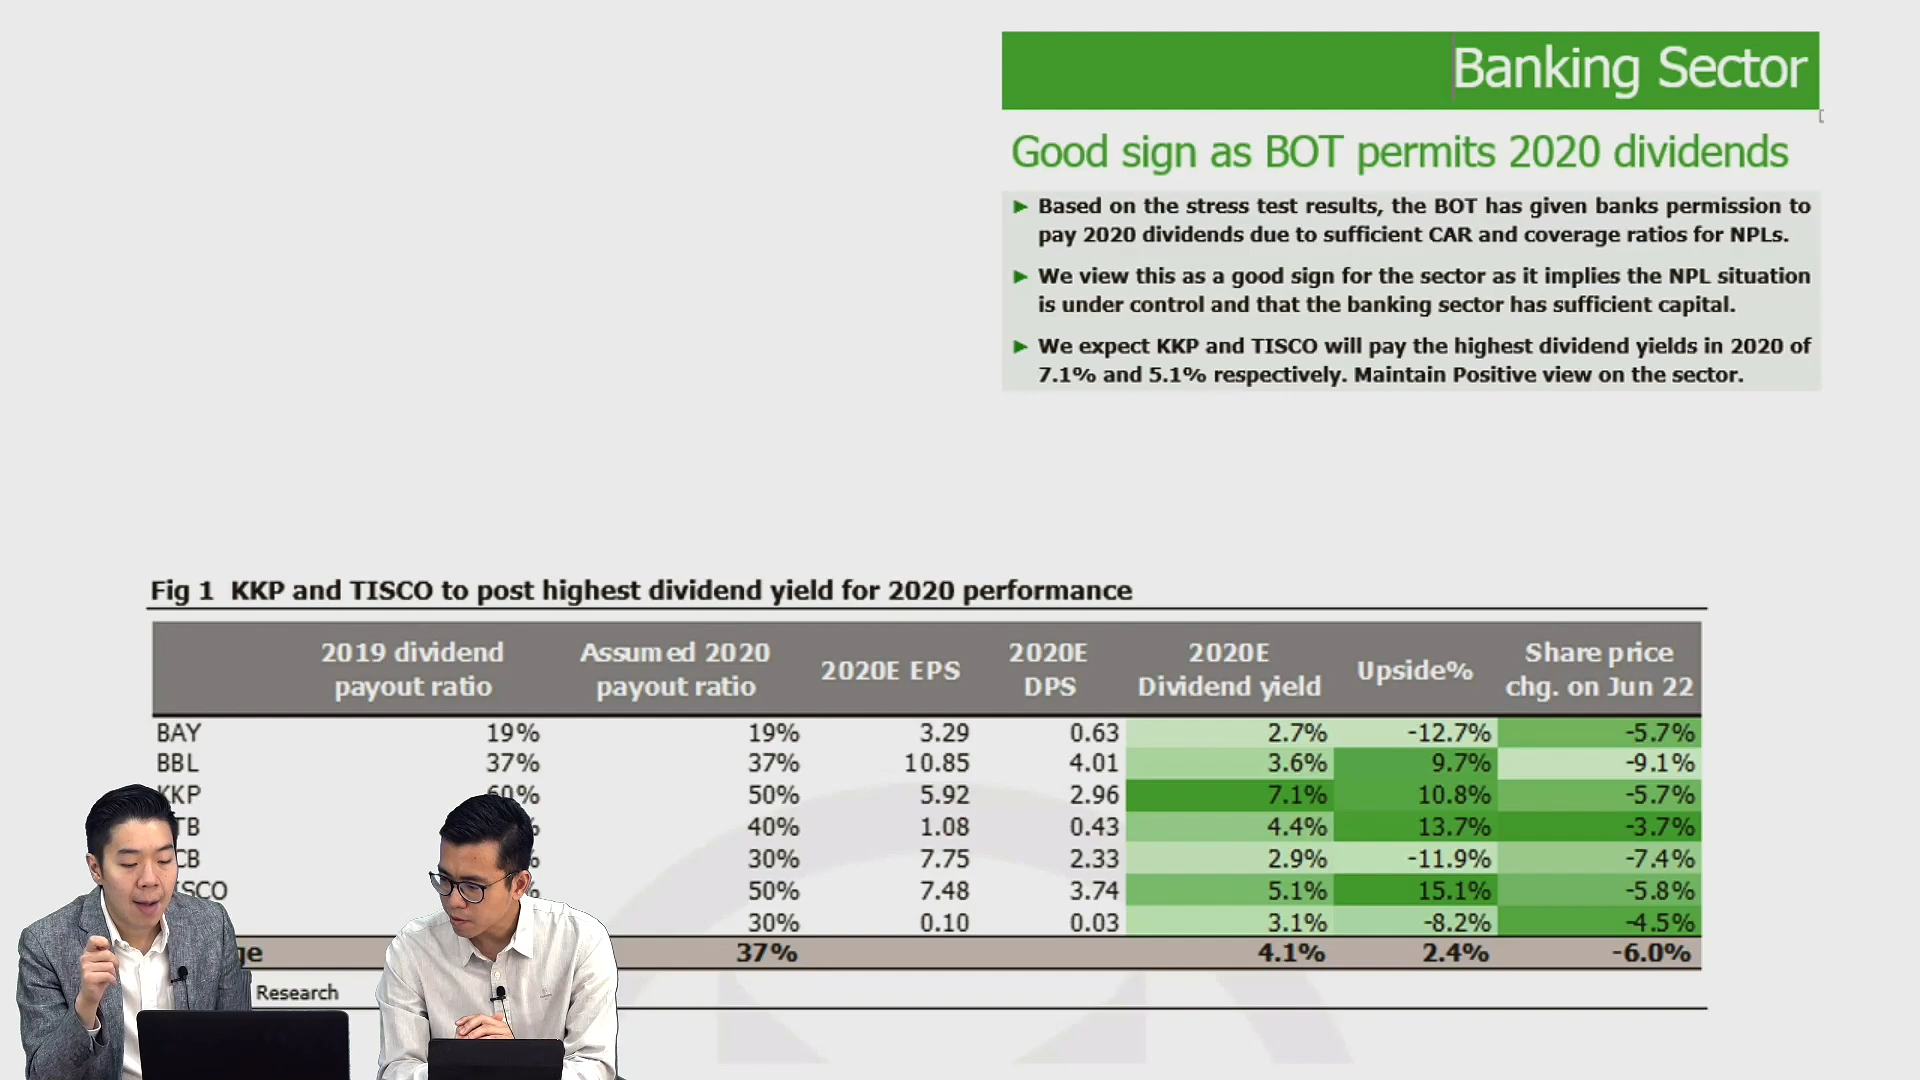 Banking Sector
Good sign as BOT permits 2020 dividends
Based on the stress test results, the BOT has given banks permission to
pay 2020 dividends due to sufficient CAR and coverage ratios for NPLs.
We view this as a good sign for the sector as it implies the NPL situation
is under control and that the banking sector has sufficient capital.
We expect KKP and TISCO will pay the highest dividend yields in 2020 of
7.1% and 5.1% respectively. Maintain Positive view on the sector.
Fig 1 KKP and TISCO to post highest dividend yield for 2020 performance
2019 dividend payout ratio Assumed 2020 payout ratio 2020E EPS 2020E DPS 2020E Dividend yield Upside% Share price chg. on Jun 22
BAY 19% 19% 3.29 0.63 2.7% -12.7% -5.7%
BBL 37% 37% 10.85 4.01 3.6% 9.7% -9.1%
KKP 60% 50% 5.92 2.96 7.1% 10.8% -5.7%
TB 40% 1.08 0.43 4.4% 13.7% -3.7%
CB 30% 7.75 2.33 2.9% -11.9% -7.4%
SCO 50% 7.48 3.74 5.1% 15.1% -5.8%
30% 0.10 0.03 3.1% -8.2% -4.5%
ge 37% 4.1% 2.4% -6.0%
Research